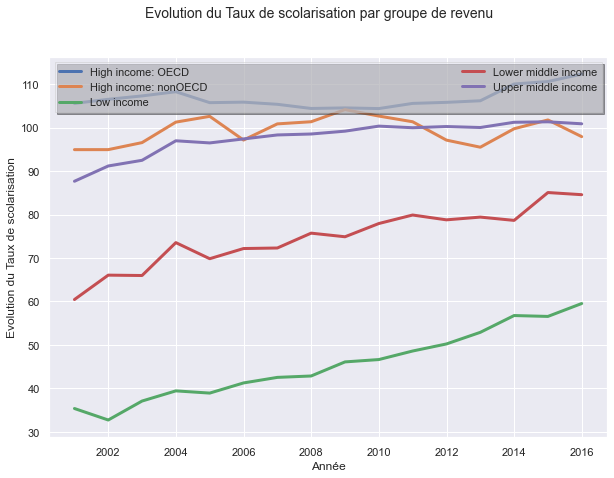 Evolution du Taux de scolarisation par groupe de revenu
High income: OECD
High income: nonOECD
Low income
Lower middle income
Upper middle income
Evolution du Taux de scolarisation
110
100
90
80
70
60
50
40
30
2002 2004 2006 2008 2010 2012 2014 2016
Année